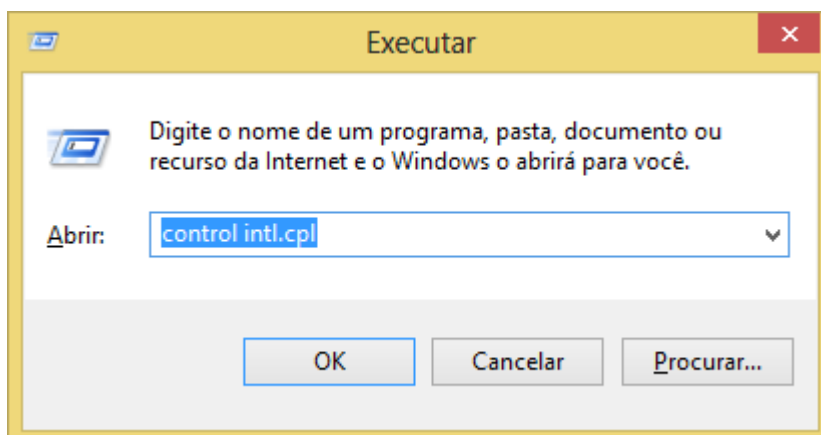 Executar
Digite o nome de um programa, pasta, documento ou
recurso da Internet e o Windows o abrirá para você.
Abrir:
control intl.cpl
OK
Cancelar
Procurar...